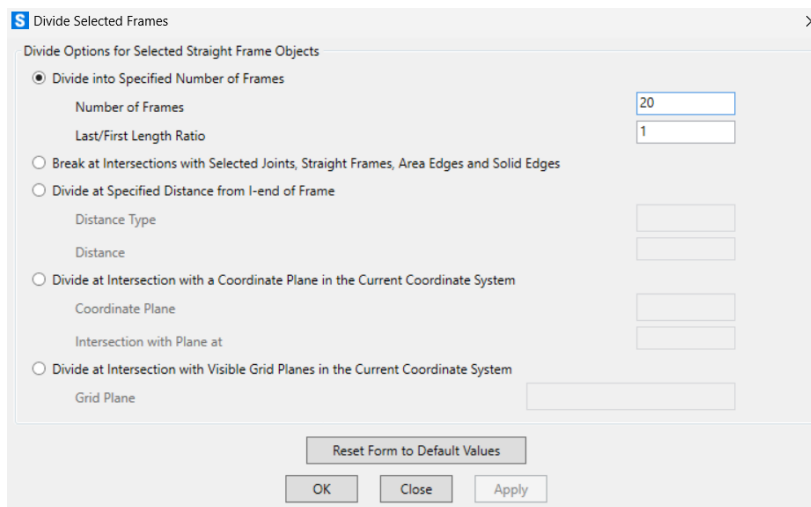 S Divide Selected Frames
Divide Options for Selected Straight Frame Objects
Divide into Specified Number of Frames
Number of Frames 20
Last/First Length Ratio 1
Break at Intersections with Selected Joints, Straight Frames, Area Edges and Solid Edges
Divide at Specified Distance from I-end of Frame
Distance Type
Distance
Divide at Intersection with a Coordinate Plane in the Current Coordinate System
Coordinate Plane
Intersection with Plane at
Divide at Intersection with Visible Grid Planes in the Current Coordinate System
Grid Plane
Reset Form to Default Values
OK Close Apply